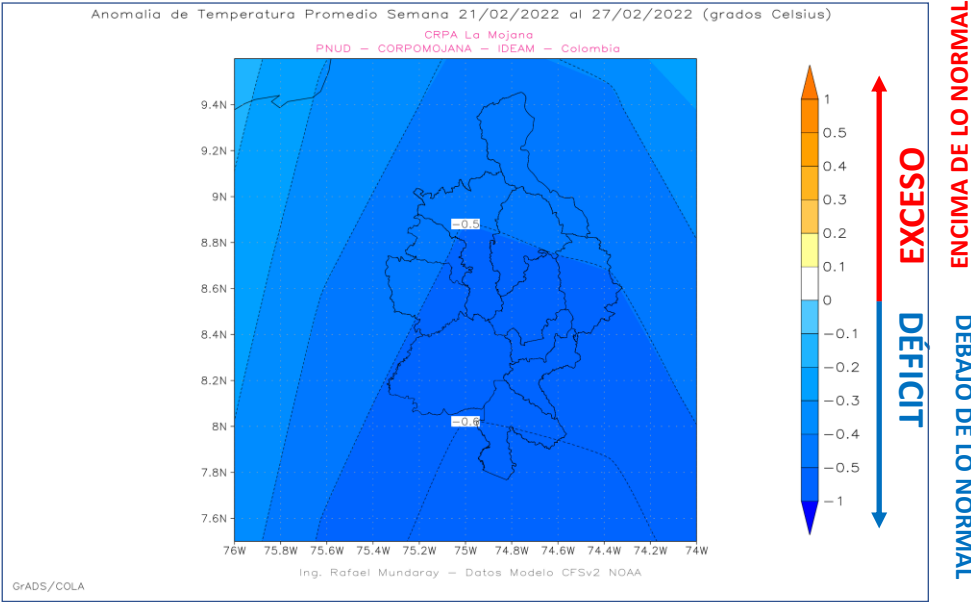 Anomalia de Temperatura Promedio Semana 21/02/2022 al 27/02/2022 (grados Celsius)
CRPA La Mojana
PNUD – CORPOMOJANA – IDEAM – Colombia
9.4N
9.2N
9N
8.8N
8.6N
8.4N
8.2N
8N
7.8N
7.6N
−0.5
−0.6
76W 75.8W 75.6W 75.4W 75.2W 75W 74.8W 74.6W 74.4W 74.2W 74W
Ing. Rafael Mundaray – Datos Modelo CFSv2 NOAA
GrADS/COLA
1
0.5
0.3
0.2
0.1
0
−0.1
−0.2
−0.3
−0.4
−0.5
−1
EXCESO
DÉFICIT
ENCIMA DE LO NORMAL
DEBAJO DE LO NORMAL